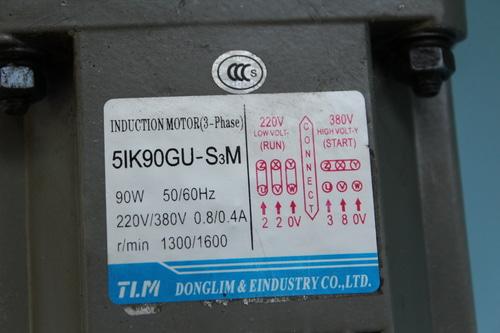 CCC S
INDUCTION MOTOR(3-Phase)
5IK90GU-S3M
90W 50/60Hz
220V/380V 0.8/0.4A
r/min 1300/1600
220V
LOW VOLT-
(RUN)
Z X Y
U V W
2 2 0V
CONNECT
380V
HIGH VOLT-Y
(START)
Z X Y
U V W
3 8 0V
TLM DONGLIM & EINDUSTRY CO.,LTD.